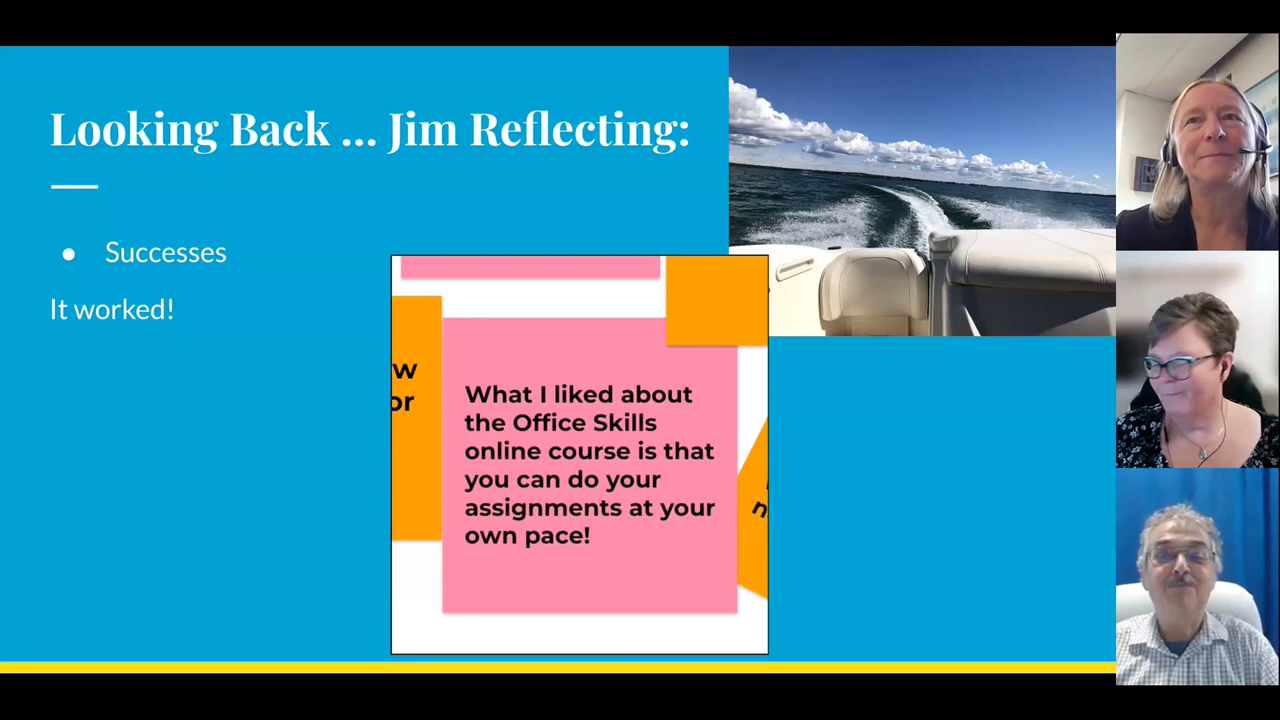 Looking Back ... Jim Reflecting:
● Successes
It worked!
w
or
What I liked about
the Office Skills
online course is that
you can do your
assignments at your
own pace!
n